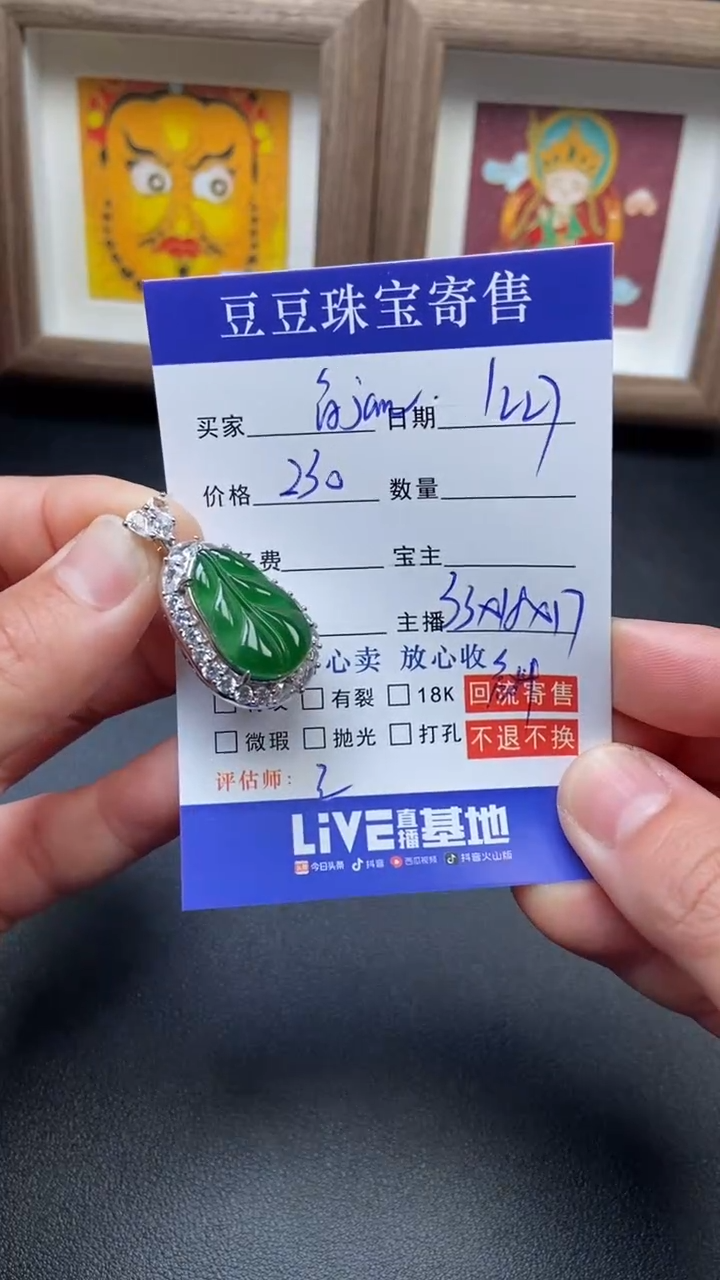 豆豆珠宝寄售
买家 日期 1227
价格 230 数量
费 宝主
主播 33×18×17
心卖 放心收
有裂 18K 回流寄售
微瑕 抛光 打孔 不退不换
评估师:
LiVE直播基地
今日头条 抖音 西瓜视频 抖音火山版